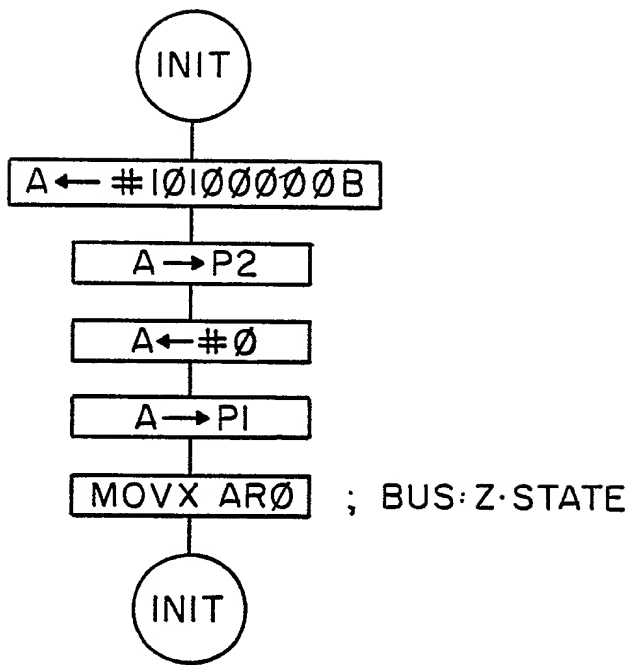 INIT
A ← #1Ø1ØØØØØB
A → P2
A ← #Ø
A → P1
MOVX ARØ ; BUS: Z·STATE
INIT